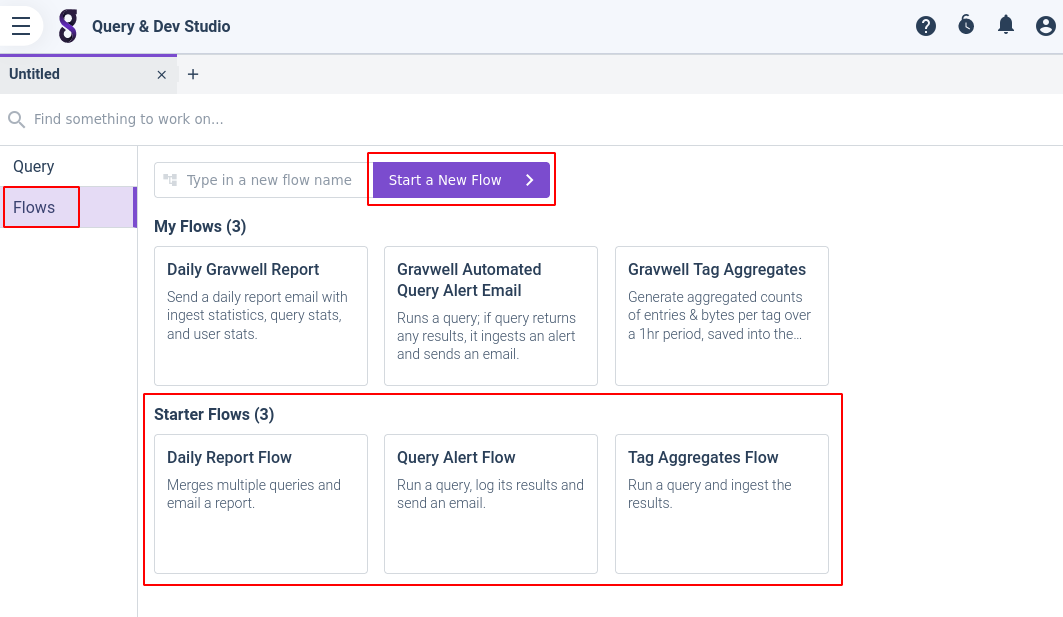 Query & Dev Studio
Untitled
Find something to work on...
Query
Flows
Type in a new flow name
Start a New Flow
My Flows (3)
Daily Gravwell Report
Send a daily report email with
ingest statistics, query stats,
and user stats.
Gravwell Automated
Query Alert Email
Runs a query; if query returns
any results, it ingests an alert
and sends an email.
Gravwell Tag Aggregates
Generate aggregated counts
of entries & bytes per tag over
a 1hr period, saved into the...
Starter Flows (3)
Daily Report Flow
Merges multiple queries and
email a report.
Query Alert Flow
Run a query, log its results and
send an email.
Tag Aggregates Flow
Run a query and ingest the
results.